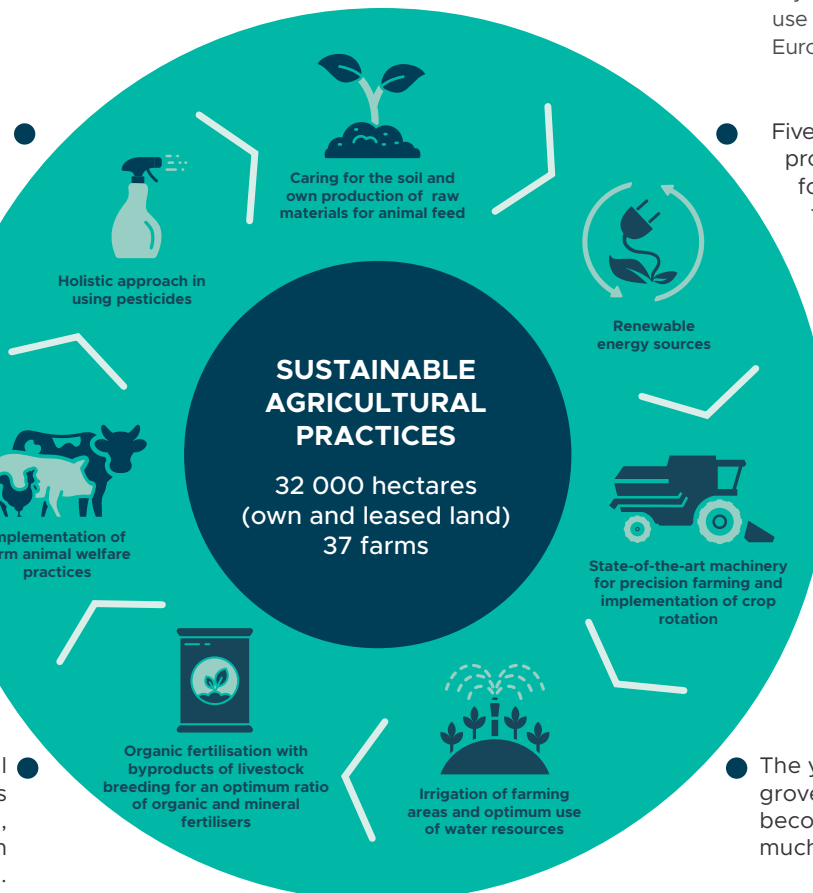 use
Euro
Five
pro
fo
Caring for the soil and
own production of raw
materials for animal feed
Holistic approach in
using pesticides
Renewable
energy sources
SUSTAINABLE
AGRICULTURAL
PRACTICES
32 000 hectares
(own and leased land)
37 farms
mplementation of
rm animal welfare
practices
State-of-the-art machinery
for precision farming and
implementation of crop
rotation
Organic fertilisation with
byproducts of livestock
breeding for an optimum ratio
of organic and mineral
fertilisers
Irrigation of farming
areas and optimum use
of water resources
l
s
,
n
.
The y
grove
beco
much